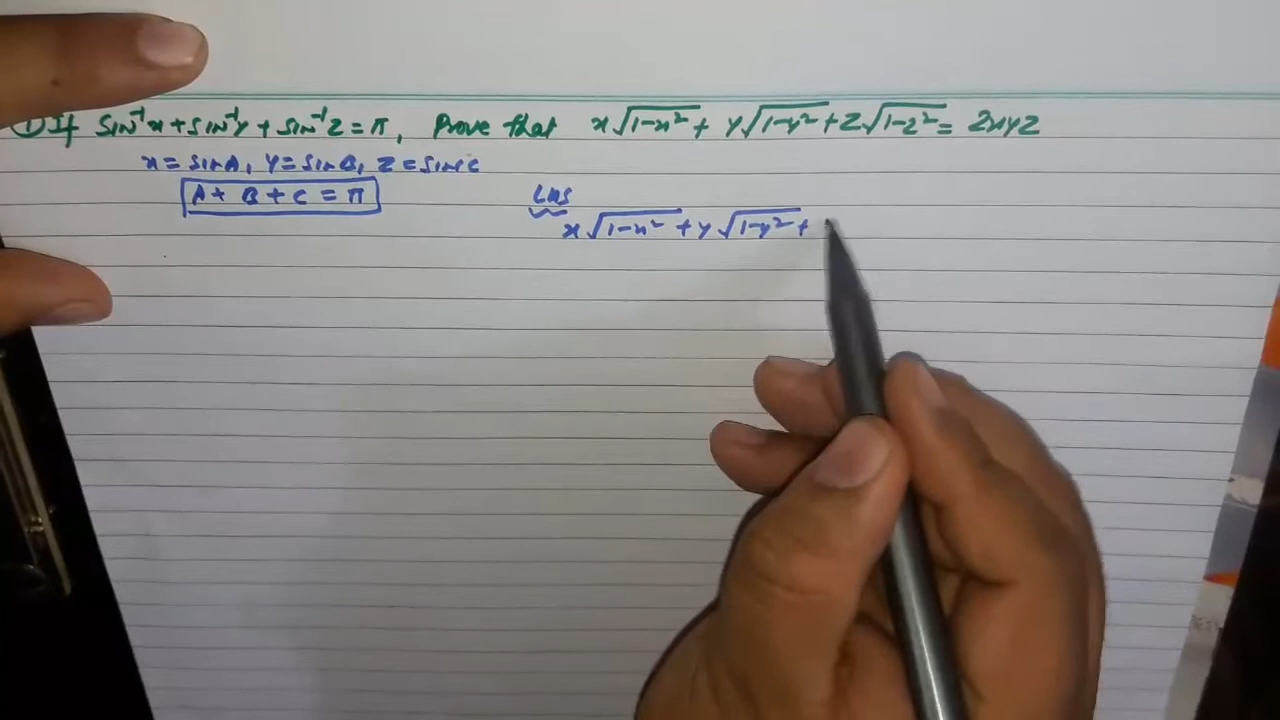 ① If sin⁻¹x + sin⁻¹y + sin⁻¹z = π, Prove that x√1-x² + y√1-y² + z√1-z² = 2xyz
x = sinA, y = sinB, z = sinC
A + B + C = π
LHS
x√1-x² + y√1-y² +